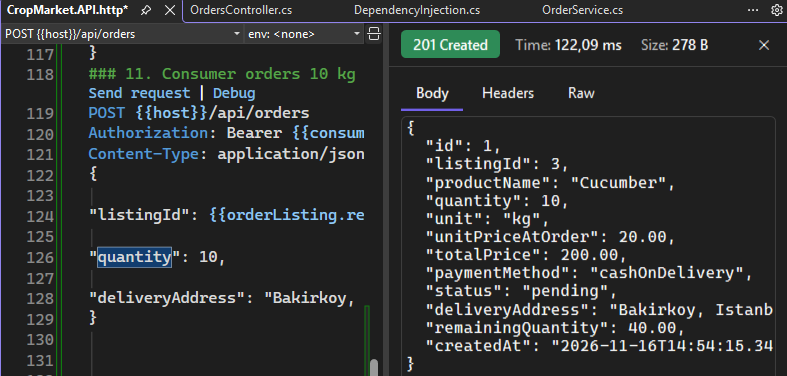 CropMarket.API.http* OrdersController.cs DependencyInjection.cs OrderService.cs
POST {{host}}/api/orders env: <none>
117 }
118 ### 11. Consumer orders 10 kg
Send request | Debug
119 POST {{host}}/api/orders
120 Authorization: Bearer {{consum
121 Content-Type: application/json
122 {
123
124 "listingId": {{orderListing.re
125
126 "quantity": 10,
127
128 "deliveryAddress": "Bakirkoy,
129 }
130
131
201 Created Time: 122,09 ms Size: 278 B
Body Headers Raw
{
"id": 1,
"listingId": 3,
"productName": "Cucumber",
"quantity": 10,
"unit": "kg",
"unitPriceAtOrder": 20.00,
"totalPrice": 200.00,
"paymentMethod": "cashOnDelivery",
"status": "pending",
"deliveryAddress": "Bakirkoy, Istanb
"remainingQuantity": 40.00,
"createdAt": "2026-11-16T14:54:15.34
}